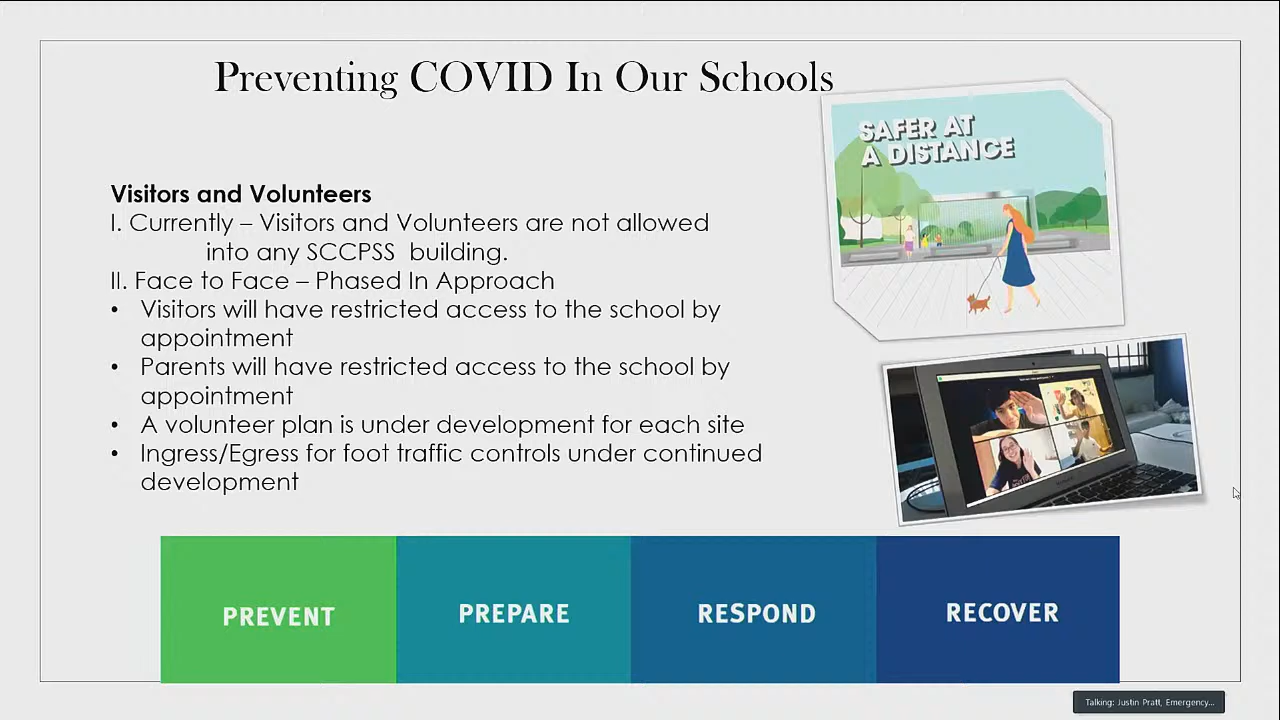 Preventing COVID In Our Schools
SAFER AT
A DISTANCE
Visitors and Volunteers
I. Currently – Visitors and Volunteers are not allowed
into any SCCPSS building.
II. Face to Face – Phased In Approach
• Visitors will have restricted access to the school by
appointment
• Parents will have restricted access to the school by
appointment
• A volunteer plan is under development for each site
• Ingress/Egress for foot traffic controls under continued
development
PREVENT
PREPARE
RESPOND
RECOVER
Talking: Justin Pratt, Emergency...